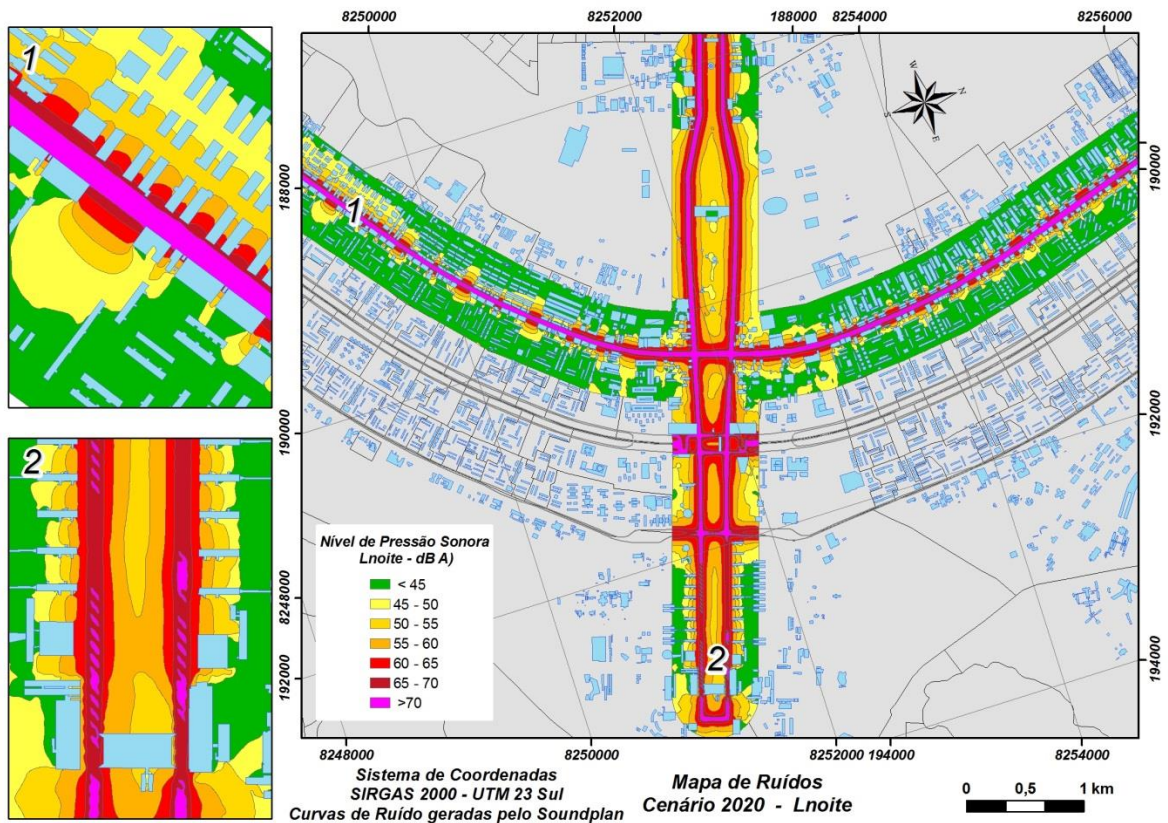 8250000
8252000
188000
8254000
8256000
1
W
N
S
E
188000
190000
1
190000
192000
2
8248000
192000
Nível de Pressão Sonora
Lnoite - dB A)
< 45
45 - 50
50 - 55
55 - 60
60 - 65
65 - 70
>70
2
194000
8248000
8250000
8252000
194000
8254000
Sistema de Coordenadas
SIRGAS 2000 - UTM 23 Sul
Curvas de Ruído geradas pelo Soundplan
Mapa de Ruídos
Cenário 2020 - Lnoite
0 0,5 1 km